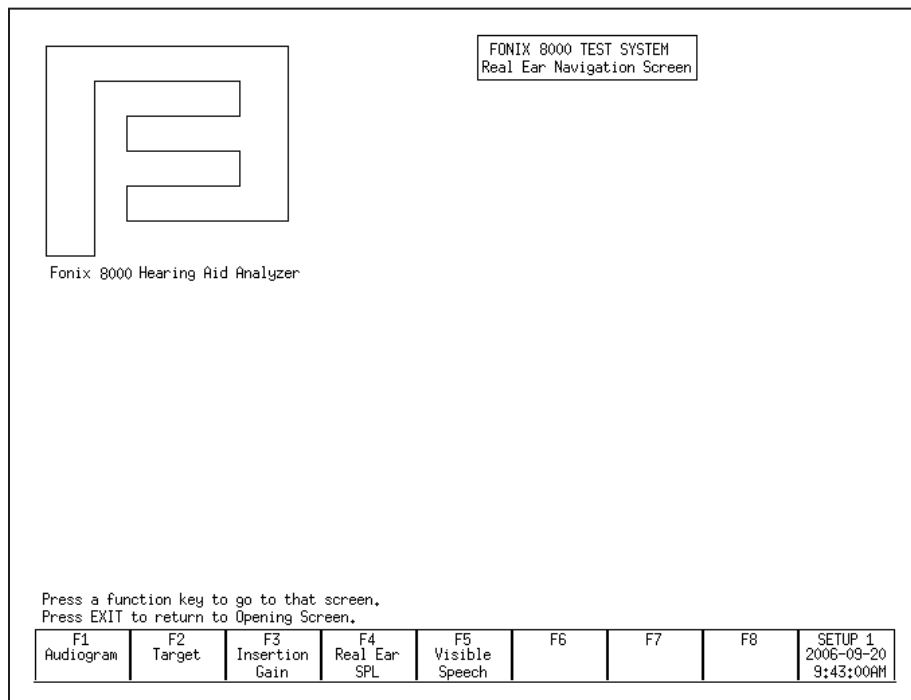 FONIX 8000 TEST SYSTEM
Real Ear Navigation Screen
Fonix 8000 Hearing Aid Analyzer
Press a function key to go to that screen.
Press EXIT to return to Opening Screen.
F1 F2 F3 F4 F5 F6 F7 F8 SETUP 1
Audiogram Target Insertion Real Ear Visible 2006-09-20
Gain SPL Speech 9:43:00AM